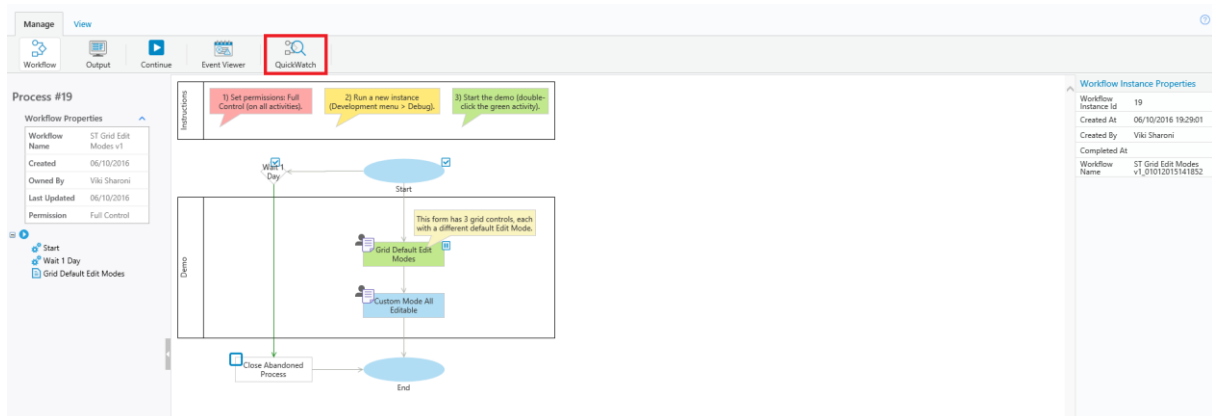 Manage View
Workflow Output Continue Event Viewer QuickWatch
Process #19
Workflow Properties
Workflow Name ST Grid Edit Modes v1
Created 06/10/2016
Owned By Viki Sharoni
Last Updated 06/10/2016
Permission Full Control
Start
Wait 1 Day
Grid Default Edit Modes
Instructions
1) Set permissions: Full
Control (on all activities).
2) Run a new instance
(Development menu > Debug).
3) Start the demo (double-
click the green activity).
Wait 1
Day
Start
Demo
This form has 3 grid controls, each
with a different default Edit Mode.
Grid Default Edit
Modes
Custom Mode All
Editable
Close Abandoned
Process
End
Workflow Instance Properties
Workflow Instance Id 19
Created At 06/10/2016 19:29:01
Created By Viki Sharoni
Completed At
Workflow Name ST Grid Edit Modes v1_01012015141852